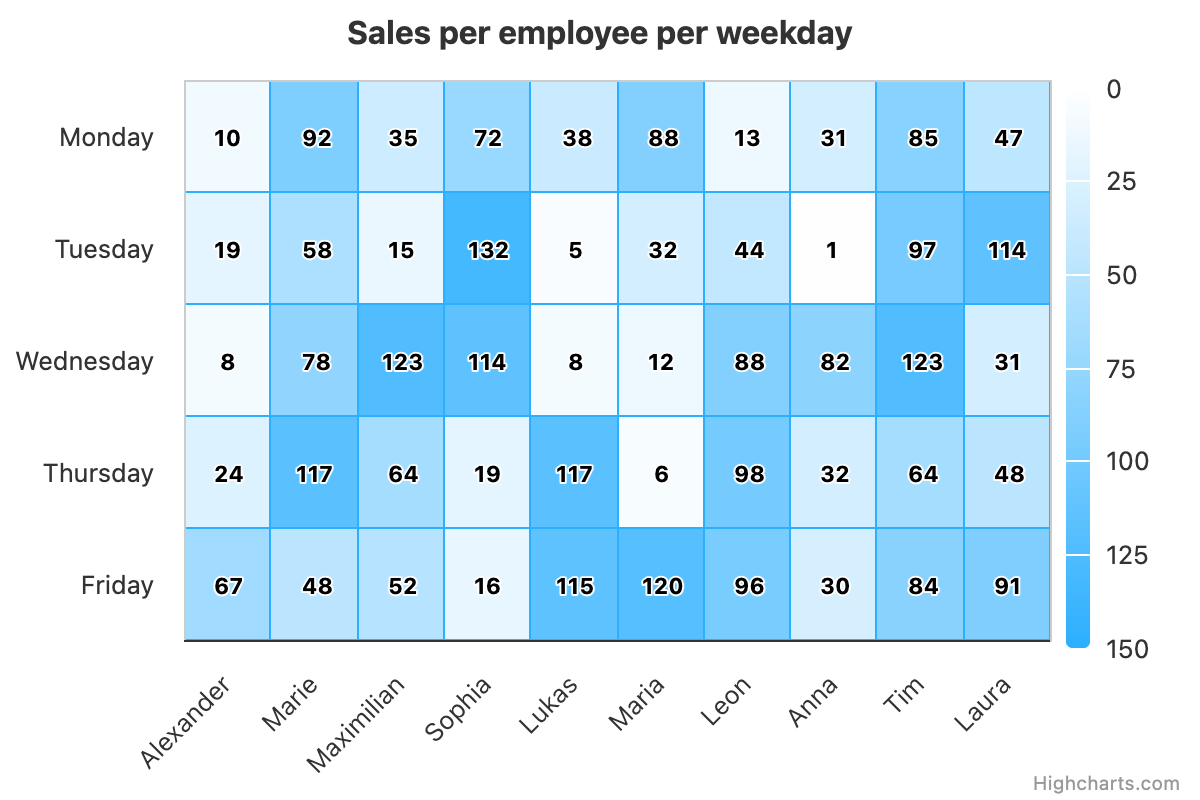 Sales per employee per weekday
Monday 10 92 35 72 38 88 13 31 85 47
Tuesday 19 58 15 132 5 32 44 1 97 114
Wednesday 8 78 123 114 8 12 88 82 123 31
Thursday 24 117 64 19 117 6 98 32 64 48
Friday 67 48 52 16 115 120 96 30 84 91
Alexander Marie Maximilian Sophia Lukas Maria Leon Anna Tim Laura
0
25
50
75
100
125
150
Highcharts.com